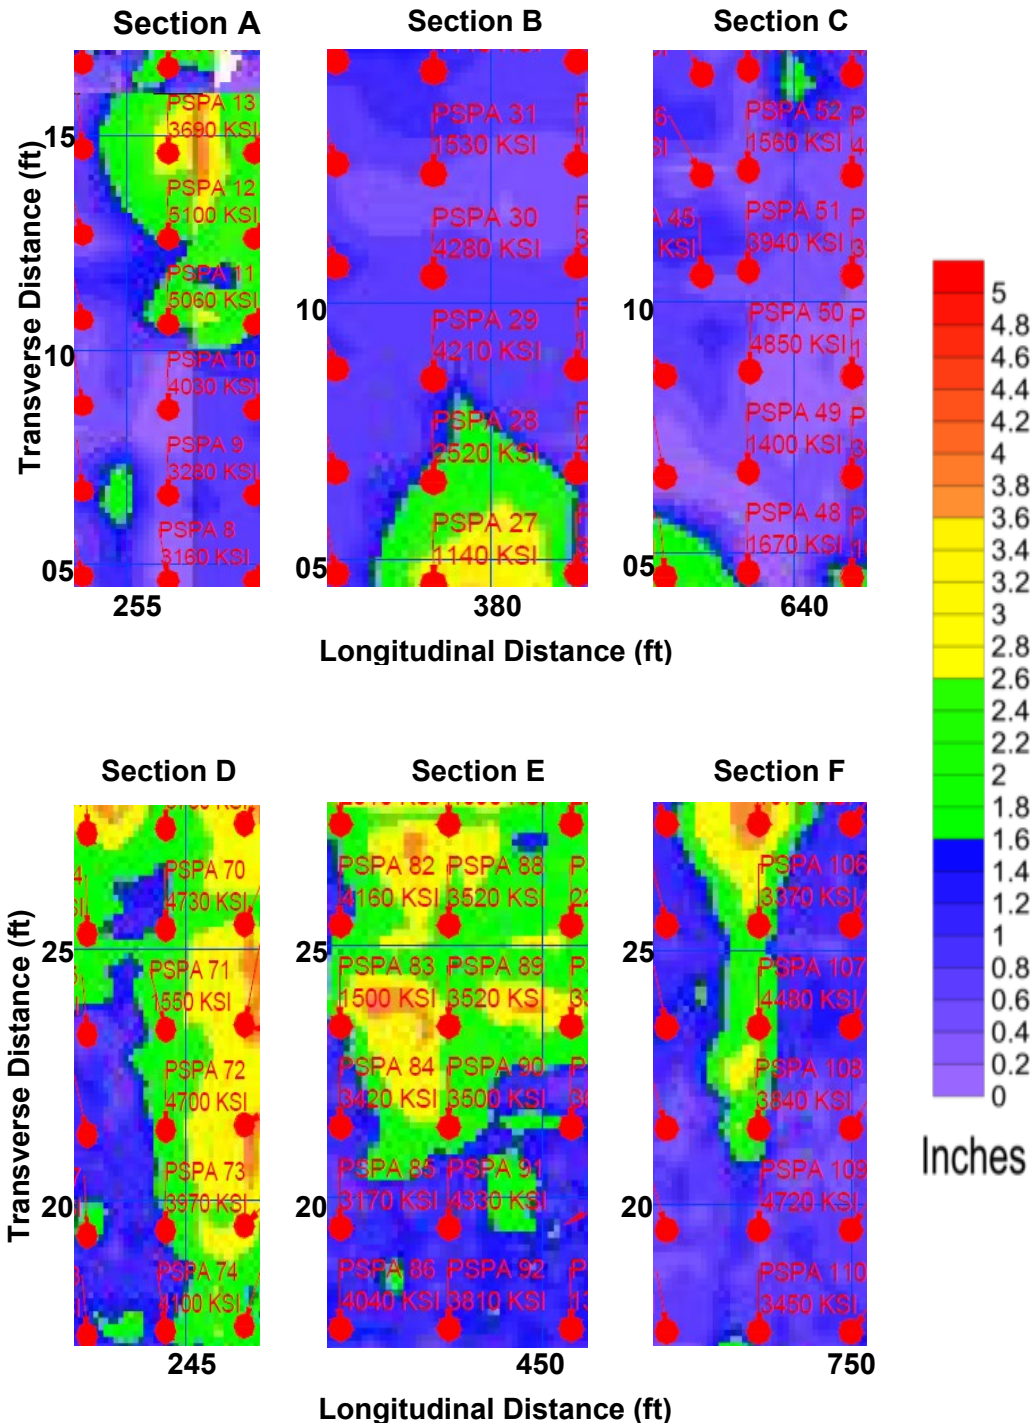 Section A
Section B
Section C
PSPA 13
3690 KSI
PSPA 12
5100 KSI
PSPA 11
5060 KSI
PSPA 10
4030 KSI
PSPA 9
3280 KSI
PSPA 8
3160 KSI
15
10
05
255
Transverse Distance (ft)
PSPA 31
1530 KSI
PSPA 30
4280 KSI
PSPA 29
4210 KSI
PSPA 28
2520 KSI
PSPA 27
1140 KSI
10
05
380
PSPA 52
1560 KSI
PSPA 51
3940 KSI
PSPA 50
4850 KSI
PSPA 49
1400 KSI
PSPA 48
1670 KSI
10
05
640
Longitudinal Distance (ft)
Section D
Section E
Section F
PSPA 70
4730 KSI
PSPA 71
1550 KSI
PSPA 72
4700 KSI
PSPA 73
3970 KSI
PSPA 74
4100 KSI
25
20
245
Transverse Distance (ft)
PSPA 82 PSPA 88
4160 KSI 3520 KSI
PSPA 83 PSPA 89
1500 KSI 3520 KSI
PSPA 84 PSPA 90
3420 KSI 3500 KSI
PSPA 85 PSPA 91
3170 KSI 4330 KSI
PSPA 86 PSPA 92
4040 KSI 3810 KSI
25
20
450
PSPA 106
3370 KSI
PSPA 107
4480 KSI
PSPA 108
3840 KSI
PSPA 109
4720 KSI
PSPA 110
3450 KSI
25
20
750
Longitudinal Distance (ft)
5
4.8
4.6
4.4
4.2
4
3.8
3.6
3.4
3.2
3
2.8
2.6
2.4
2.2
2
1.8
1.6
1.4
1.2
1
0.8
0.6
0.4
0.2
0
Inches